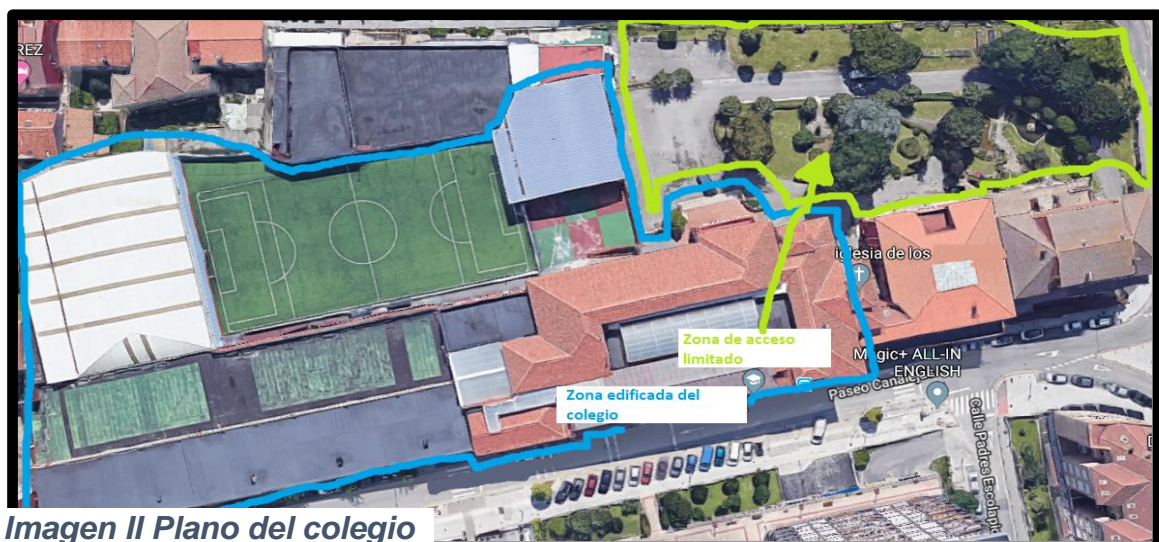 REZ
iglesia de los
Zona de acceso
limitado
Magic+ ALL-IN
ENGLISH
Zona edificada del
colegio
Paseo Canalej
Calle Padres Escolapi
Imagen II Plano del colegio